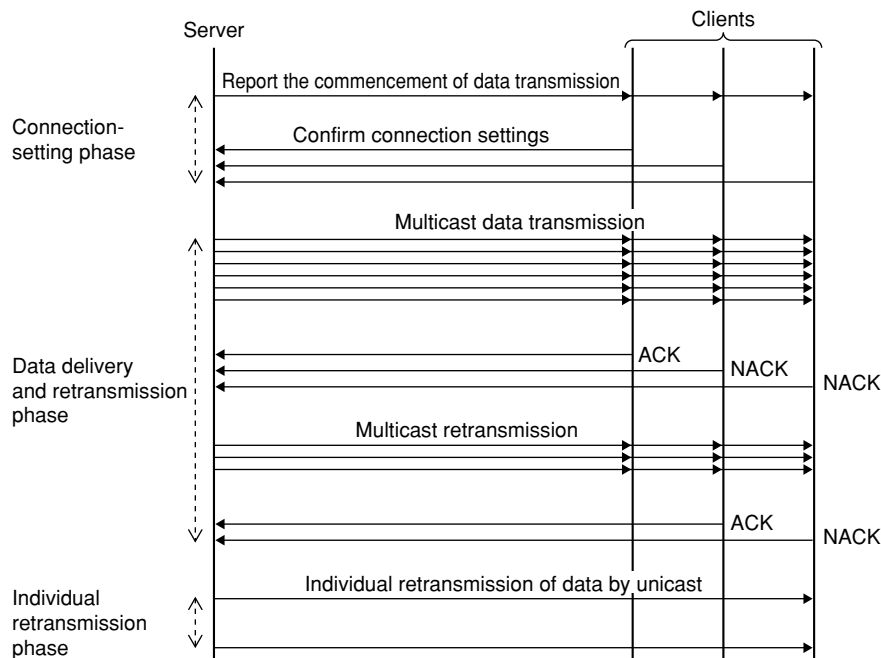 Clients
Server
Report the commencement of data transmission
Connection-
setting phase
Confirm connection settings
Multicast data transmission
ACK
NACK
NACK
Data delivery
and retransmission
phase
Multicast retransmission
ACK
NACK
Individual retransmission of data by unicast
Individual
retransmission
phase